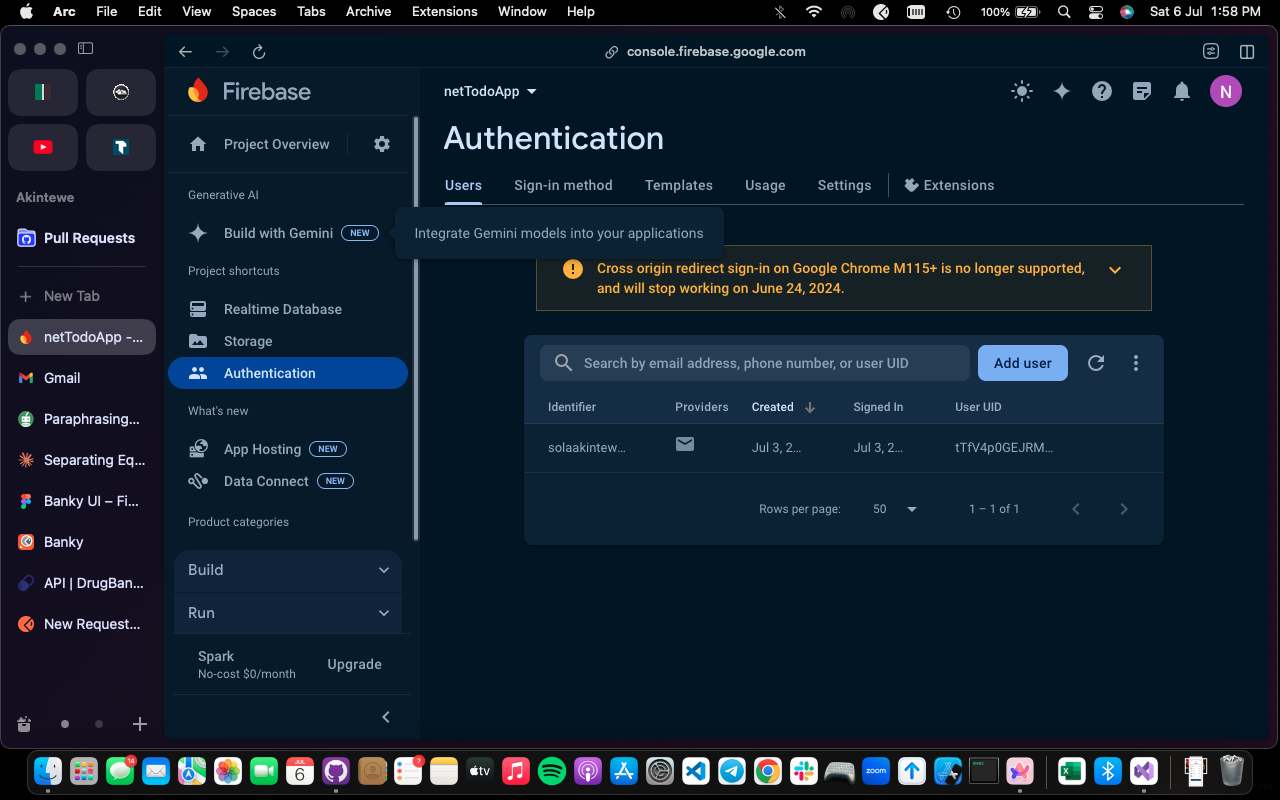 Arc File Edit View Spaces Tabs Archive Extensions Window Help 100% Sat 6 Jul 1:58 PM
console.firebase.google.com
Firebase
netTodoApp
N
Project Overview
Authentication
Users Sign-in method Templates Usage Settings Extensions
Akintewe
Pull Requests
New Tab
netTodoApp -...
Gmail
Paraphrasing...
Separating Eq...
Banky UI – Fi...
Banky
API | DrugBan...
New Request...
Generative AI
Build with Gemini NEW
Integrate Gemini models into your applications
Project shortcuts
Realtime Database
Storage
Authentication
What's new
App Hosting NEW
Data Connect NEW
Product categories
Build
Run
Spark
No-cost $0/month
Upgrade
Cross origin redirect sign-in on Google Chrome M115+ is no longer supported,
and will stop working on June 24, 2024.
Search by email address, phone number, or user UID
Add user
Identifier Providers Created Signed In User UID
solaakintew... Jul 3, 2... Jul 3, 2... tTfV4p0GEJRM...
Rows per page: 50 1 – 1 of 1
14
JUL
6
7
tv
zoom